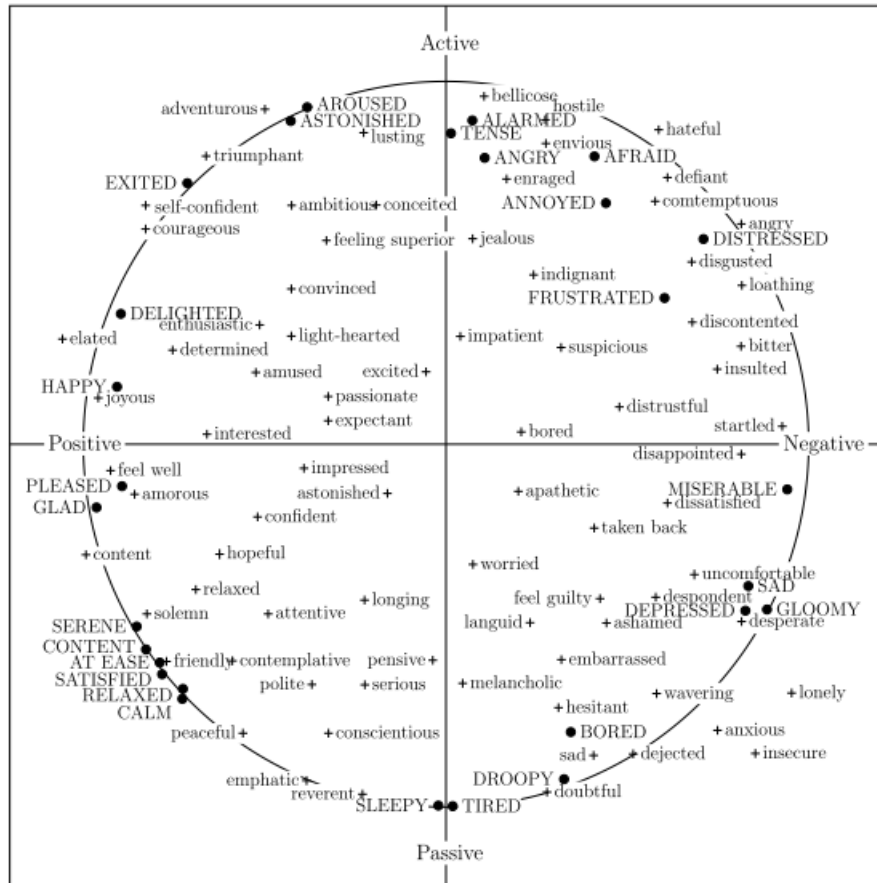 Active
bellicose
adventurous AROUSED hostile
ASTONISHED ALARMED
lusting TENSE envious hateful
triumphant ANGRY AFRAID
EXITED enraged defiant
self-confident ambitious conceited ANNOYED comtemptuous
courageous angry
feeling superior jealous DISTRESSED
disgusted
indignant
convinced FRUSTRATED loathing
DELIGHTED
enthusiastic discontented
elated light-hearted impatient
determined suspicious bitter
amused excited insulted
HAPPY
joyous passionate
distrustful
expectant
interested bored startled
Positive Negative
disappointed
feel well impressed
PLEASED amorous astonished apathetic MISERABLE
GLAD dissatisfied
confident
taken back
content hopeful
worried
uncomfortable
relaxed SAD
longing feel guilty despondent
solemn attentive DEPRESSED GLOOMY
SERENE languid ashamed desperate
CONTENT
AT EASE friendly contemplative pensive embarrassed
SATISFIED
RELAXED polite serious melancholic wavering lonely
CALM hesitant
peaceful conscientious BORED anxious
sad dejected insecure
emphatic DROOPY
reverent doubtful
SLEEPY TIRED
Passive